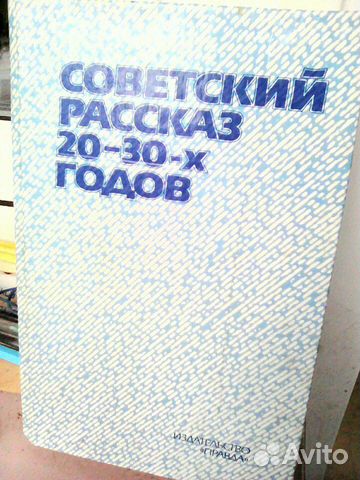 СОВЕТСКИЙ
РАССКАЗ
20-30-х
ГОДОВ
ИЗДАТЕЛЬСТВО
«ПРАВДА»
Avito